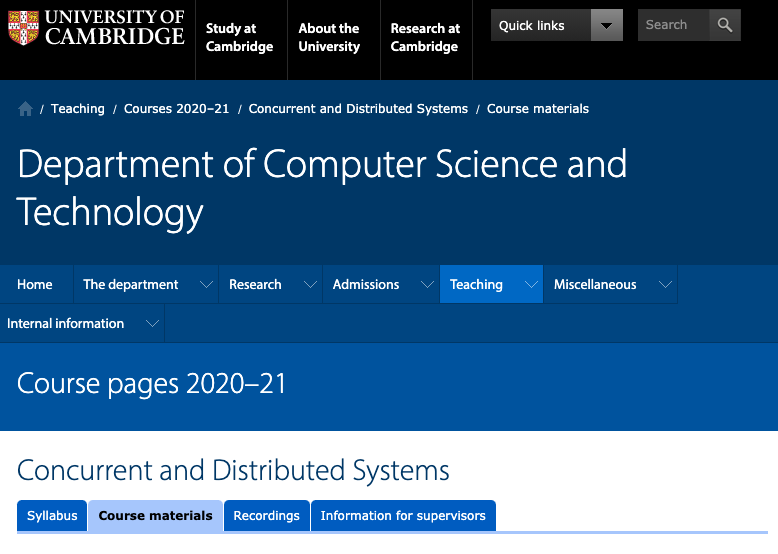 UNIVERSITY OF
CAMBRIDGE
Study at
Cambridge
About the
University
Research at
Cambridge
Quick links
Search
/ Teaching / Courses 2020–21 / Concurrent and Distributed Systems / Course materials
Department of Computer Science and
Technology
Home The department Research Admissions Teaching Miscellaneous
Internal information
Course pages 2020–21
Concurrent and Distributed Systems
Syllabus Course materials Recordings Information for supervisors